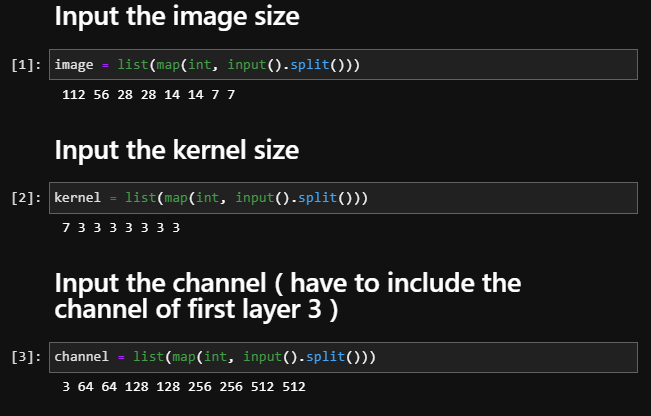 Input the image size
[1]: image = list(map(int, input().split()))
112 56 28 28 14 14 7 7
Input the kernel size
[2]: kernel = list(map(int, input().split()))
7 3 3 3 3 3 3 3
Input the channel ( have to include the
channel of first layer 3 )
[3]: channel = list(map(int, input().split()))
3 64 64 128 128 256 256 512 512